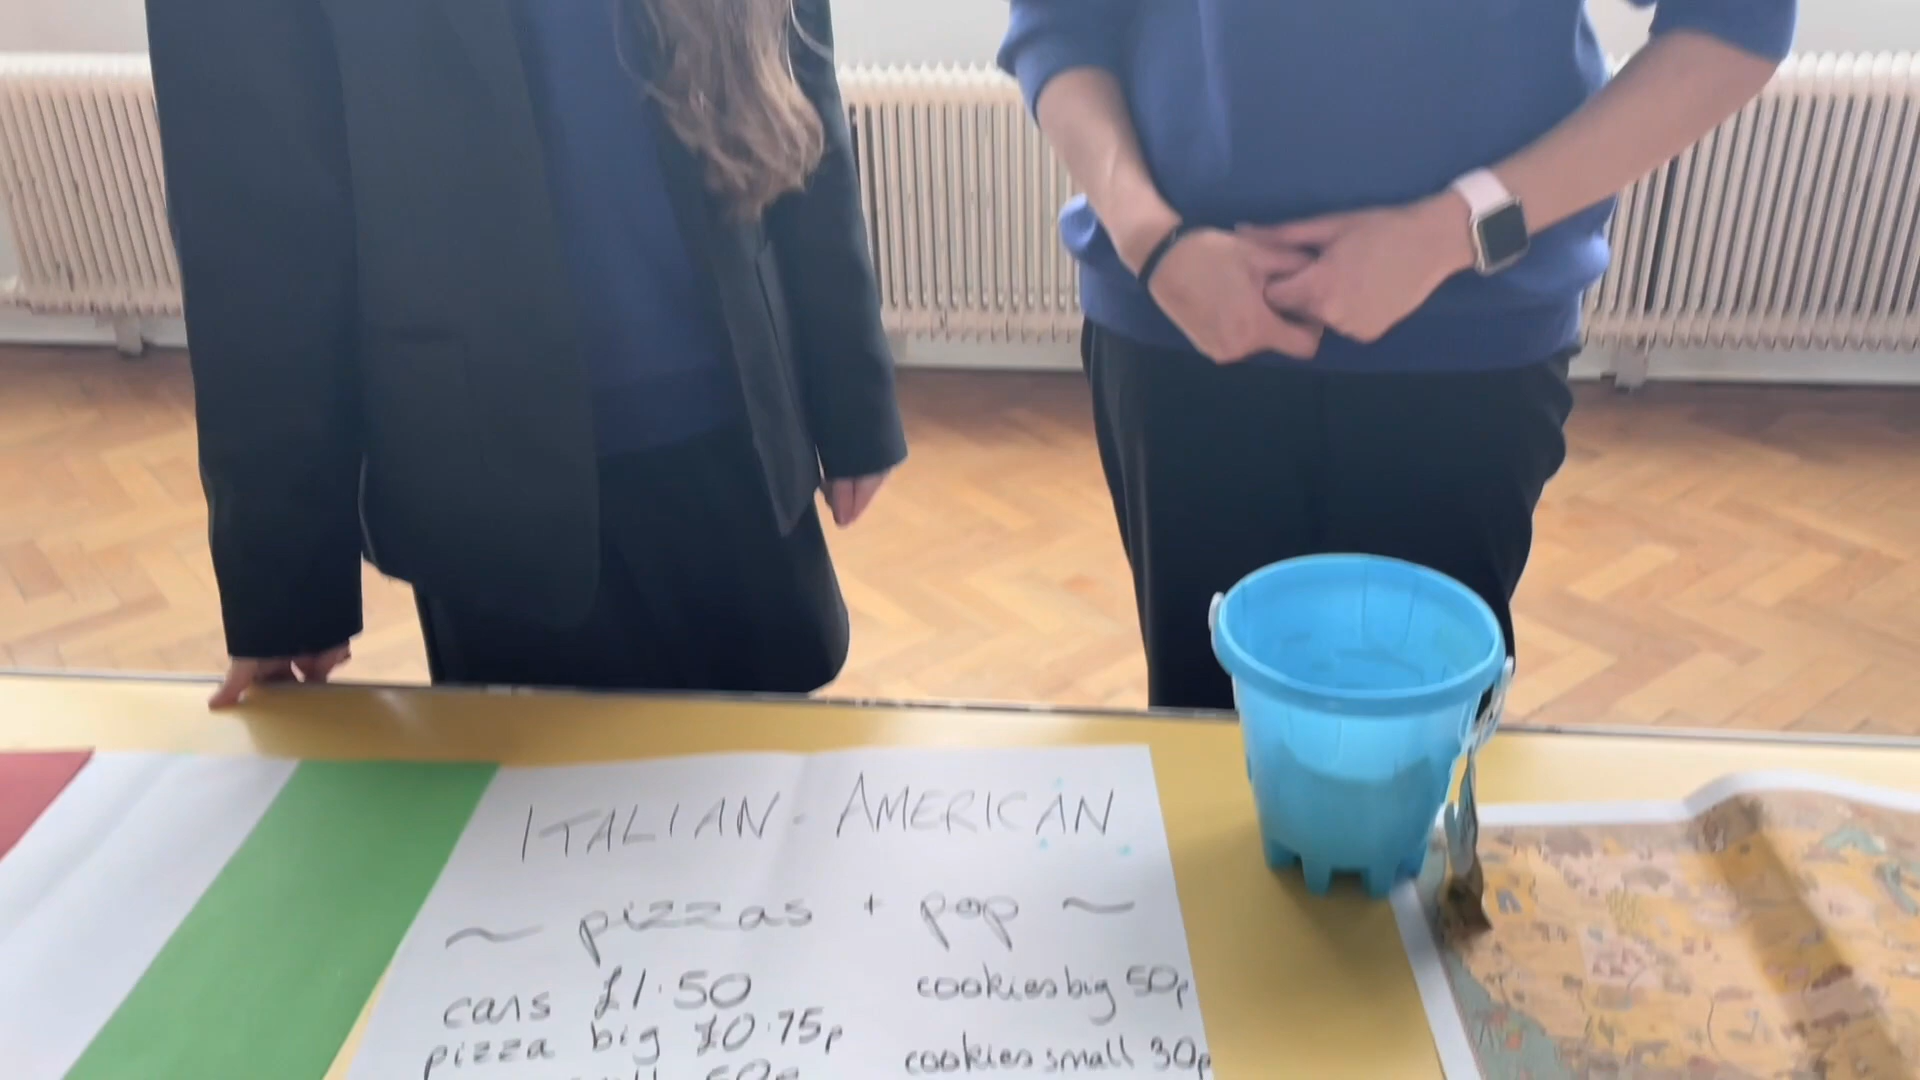 ITALIAN - AMERICAN
~ pizzas + pop ~
cans £1.50
pizza big £0.75p
cookies big 50p
cookies small 30p